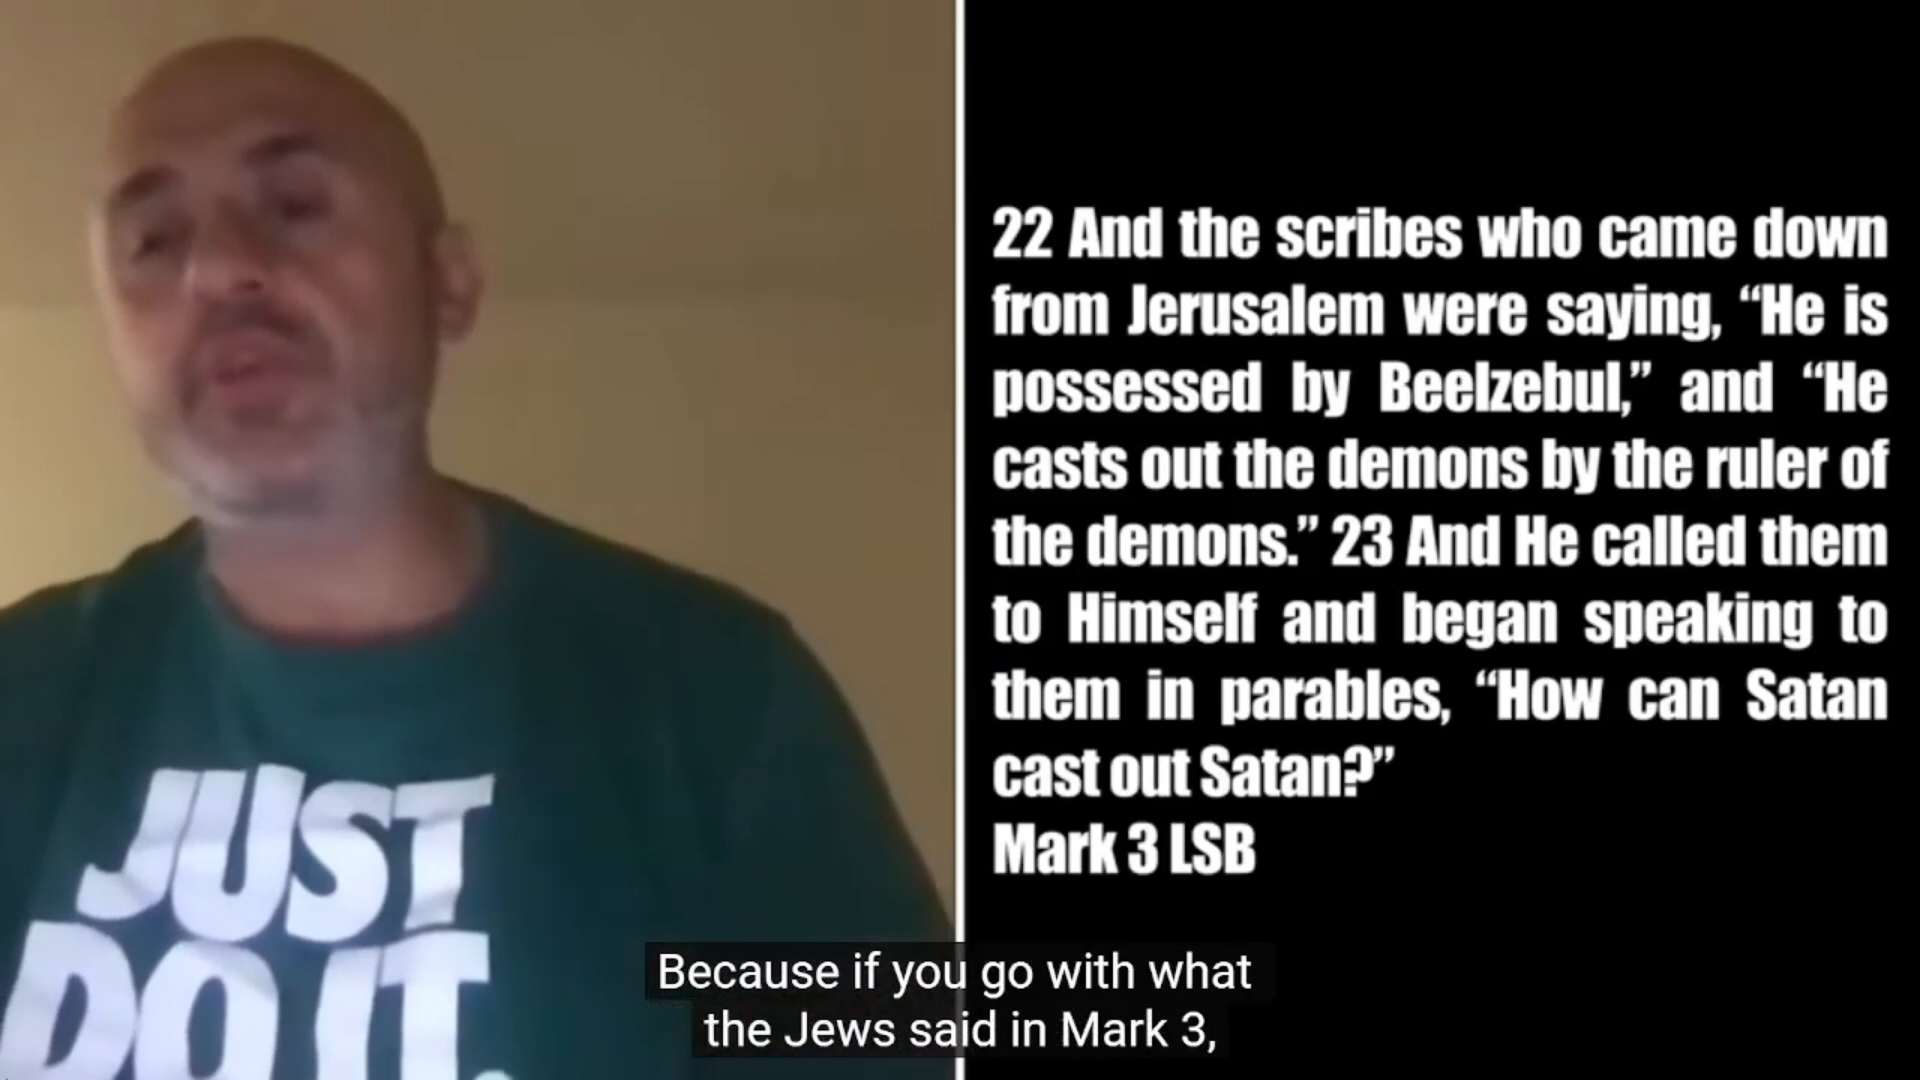 JUST
DO IT.
22 And the scribes who came down
from Jerusalem were saying, “He is
possessed by Beelzebul,” and “He
casts out the demons by the ruler of
the demons.” 23 And He called them
to Himself and began speaking to
them in parables, “How can Satan
cast out Satan?”
Mark 3 LSB
Because if you go with what
the Jews said in Mark 3,